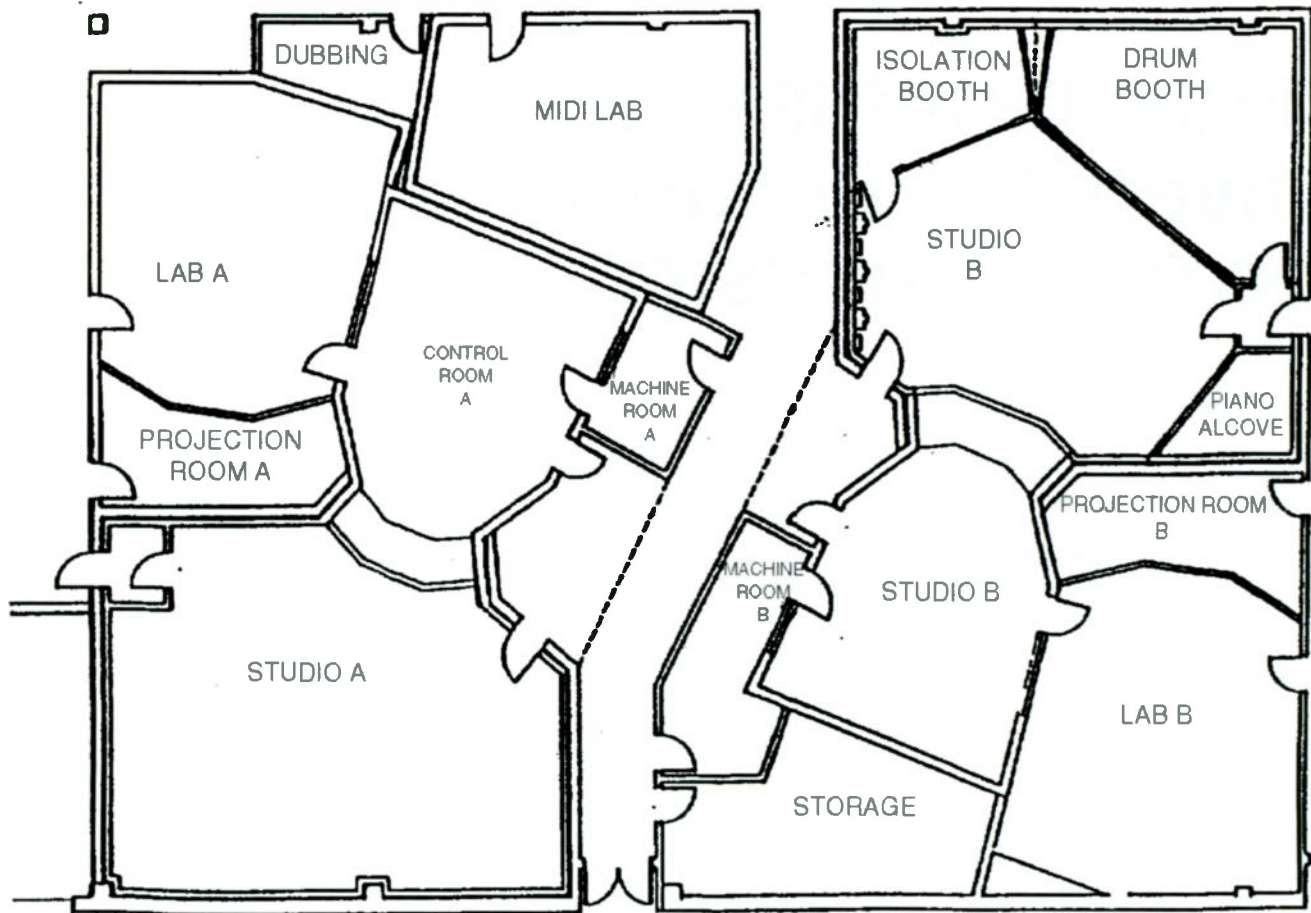 DUBBING
MIDI LAB
ISOLATION
BOOTH
DRUM
BOOTH
LAB A
STUDIO
B
CONTROL
ROOM
A
MACHINE
ROOM
A
PIANO
ALCOVE
PROJECTION
ROOM A
PROJECTION ROOM
B
MACHINE
ROOM
B
STUDIO B
STUDIO A
LAB B
STORAGE